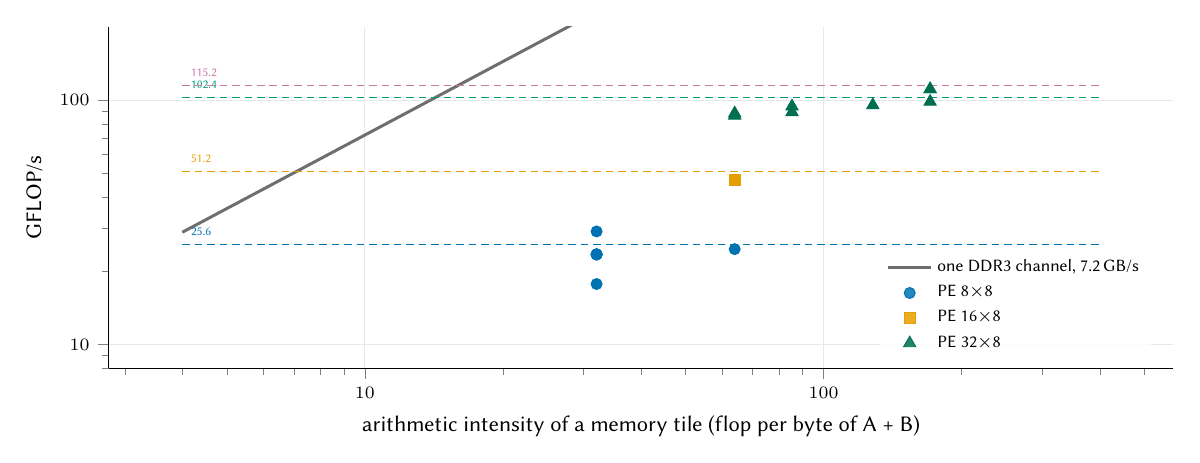 115.2
102.4
100
51.2
25.6
10
GFLOP/s
one DDR3 channel, 7.2 GB/s
PE 8×8
PE 16×8
PE 32×8
10
100
arithmetic intensity of a memory tile (flop per byte of A + B)